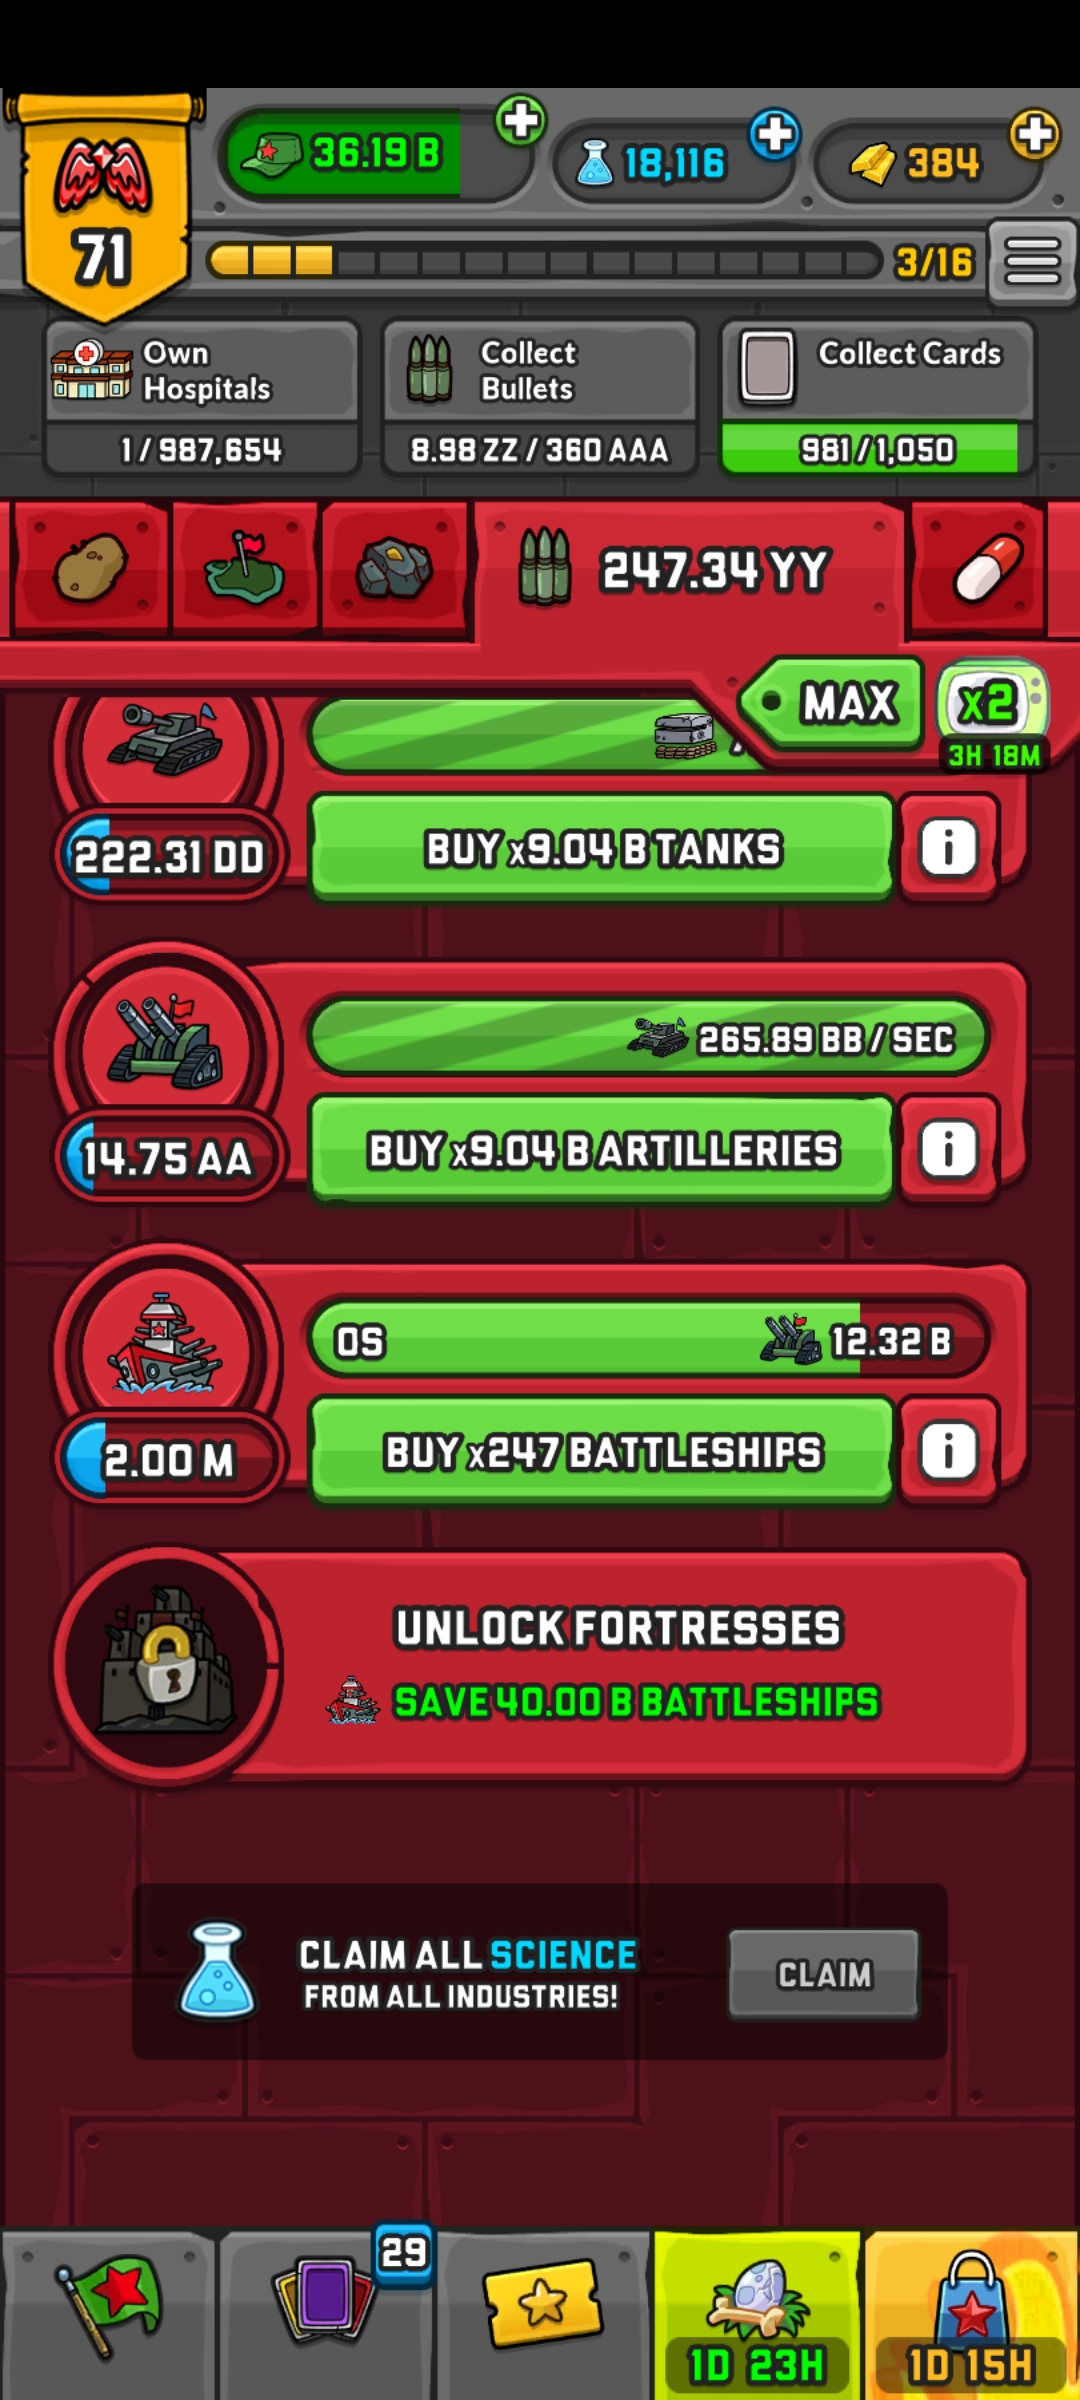 36.19 B
18,116
384
71
3/16
Own
Hospitals
1 / 987,654
Collect
Bullets
8.98 ZZ / 360 AAA
Collect Cards
981 / 1,050
247.34 YY
MAX
x2
3H 18M
222.31 DD
BUY x9.04 B TANKS
i
265.89 BB / SEC
14.75 AA
BUY x9.04 B ARTILLERIES
i
0S
12.32 B
2.00 M
BUY x247 BATTLESHIPS
i
UNLOCK FORTRESSES
SAVE 40.00 B BATTLESHIPS
CLAIM ALL SCIENCE
FROM ALL INDUSTRIES!
CLAIM
29
1D 23H
1D 15H